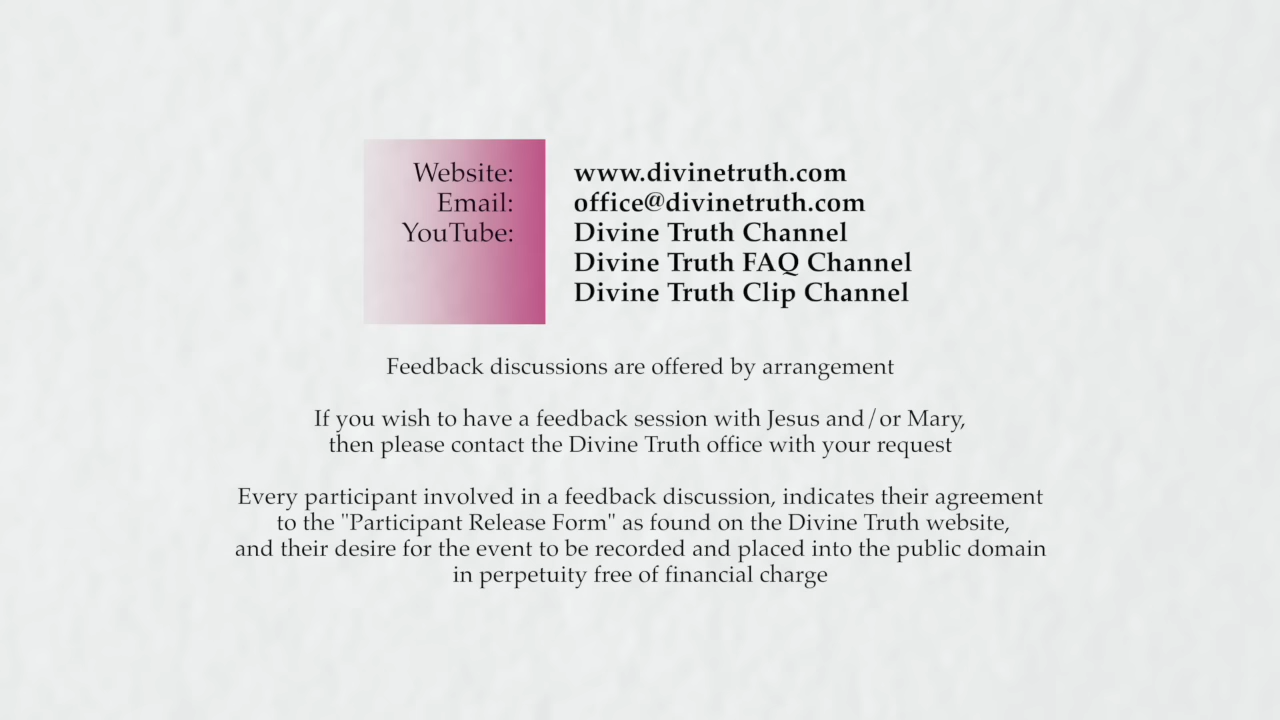 Website: www.divinetruth.com
Email: office@divinetruth.com
YouTube: Divine Truth Channel
Divine Truth FAQ Channel
Divine Truth Clip Channel
Feedback discussions are offered by arrangement
If you wish to have a feedback session with Jesus and/or Mary,
then please contact the Divine Truth office with your request
Every participant involved in a feedback discussion, indicates their agreement
to the "Participant Release Form" as found on the Divine Truth website,
and their desire for the event to be recorded and placed into the public domain
in perpetuity free of financial charge